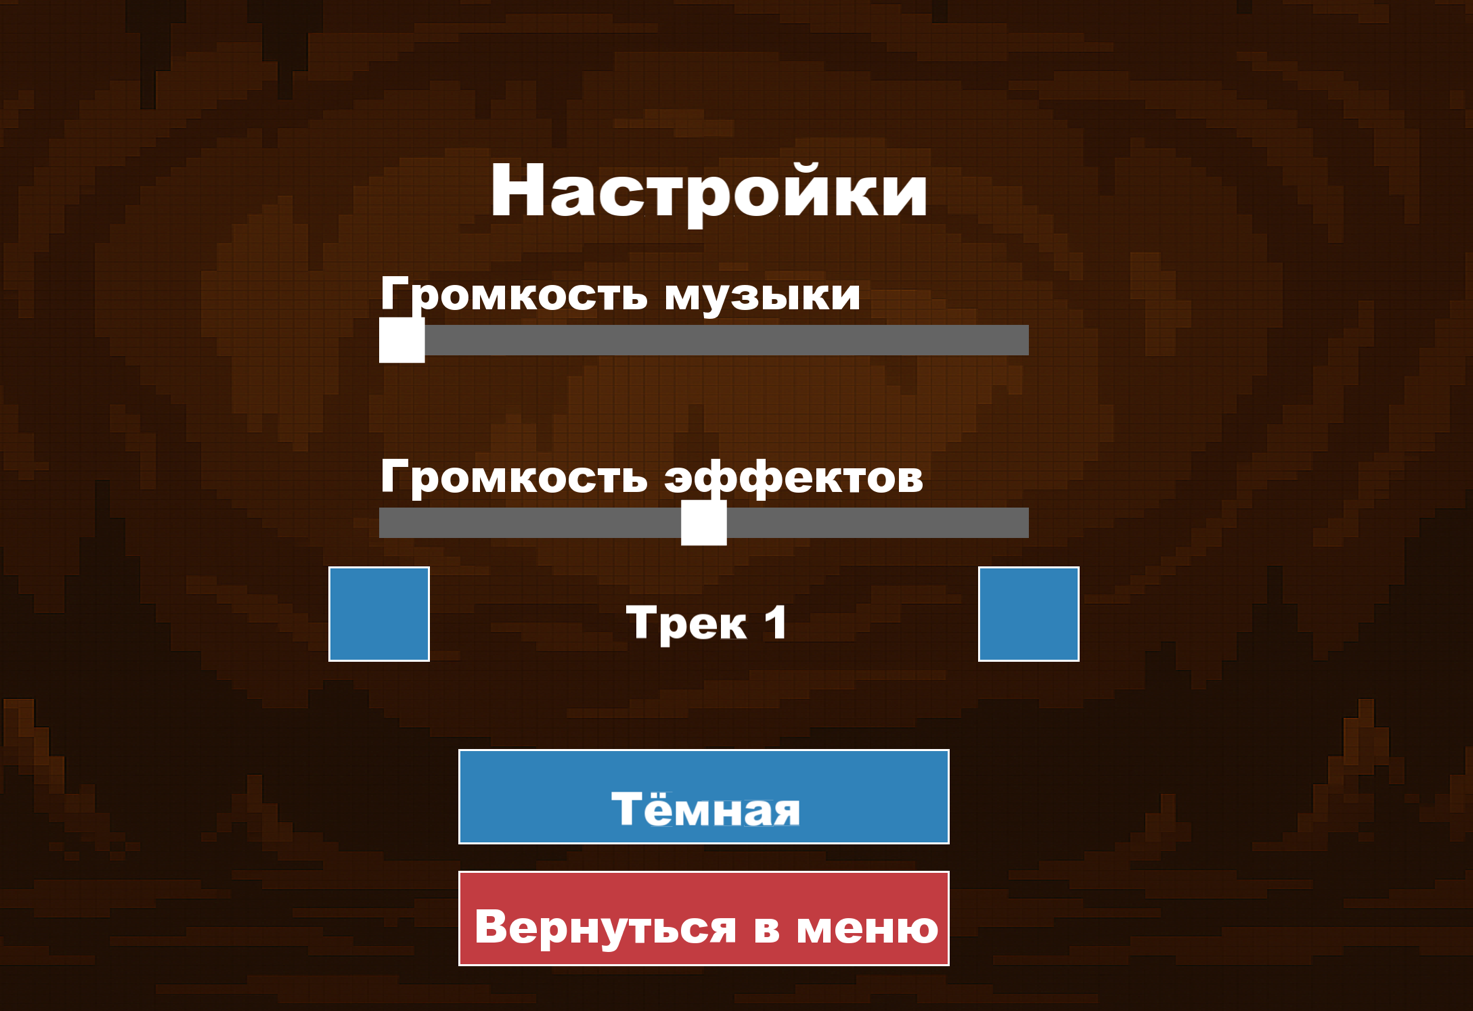 Настройки
Громкость музыки
Громкость эффектов
Трек 1
Тёмная
Вернуться в меню